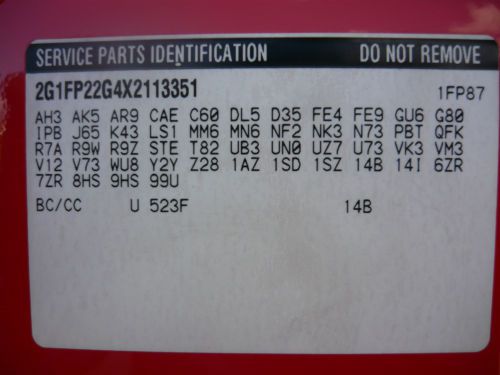 SERVICE PARTS IDENTIFICATION DO NOT REMOVE
2G1FP22G4X2113351 1FP87
AH3 AK5 AR9 CAE C60 DL5 D35 FE4 FE9 GU6 G80
IPB J65 K43 LS1 MM6 MN6 NF2 NK3 N73 PBT QFK
R7A R9W R9Z STE T82 UB3 UN0 UZ7 U73 VK3 VM3
V12 V73 WU8 Y2Y Z28 1AZ 1SD 1SZ 14B 14I 6ZR
7ZR 8HS 9HS 99U
BC/CC U 523F 14B